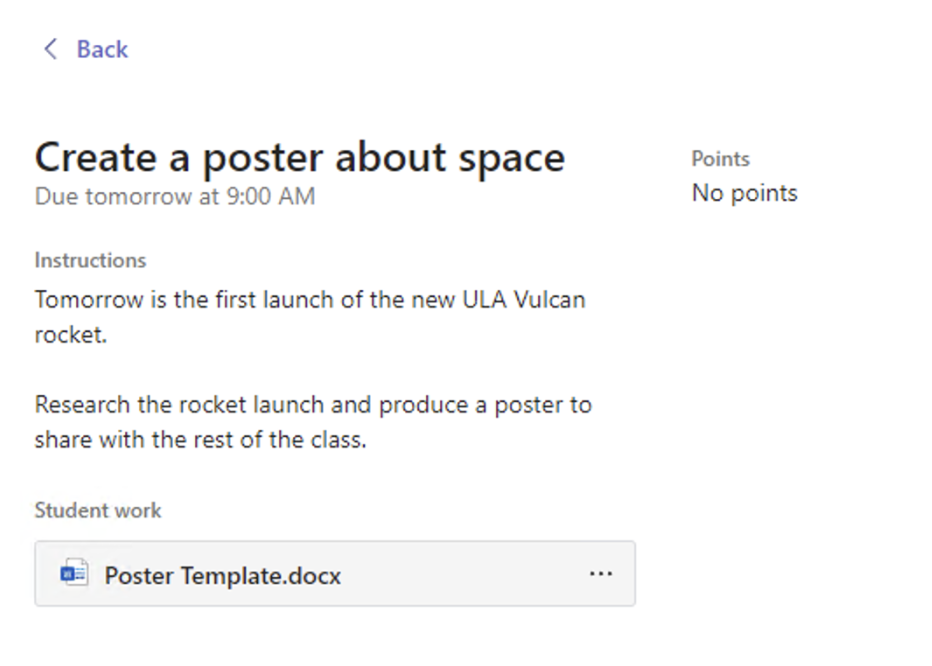 Back
Create a poster about space
Due tomorrow at 9:00 AM
Points
No points
Instructions
Tomorrow is the first launch of the new ULA Vulcan
rocket.
Research the rocket launch and produce a poster to
share with the rest of the class.
Student work
Poster Template.docx